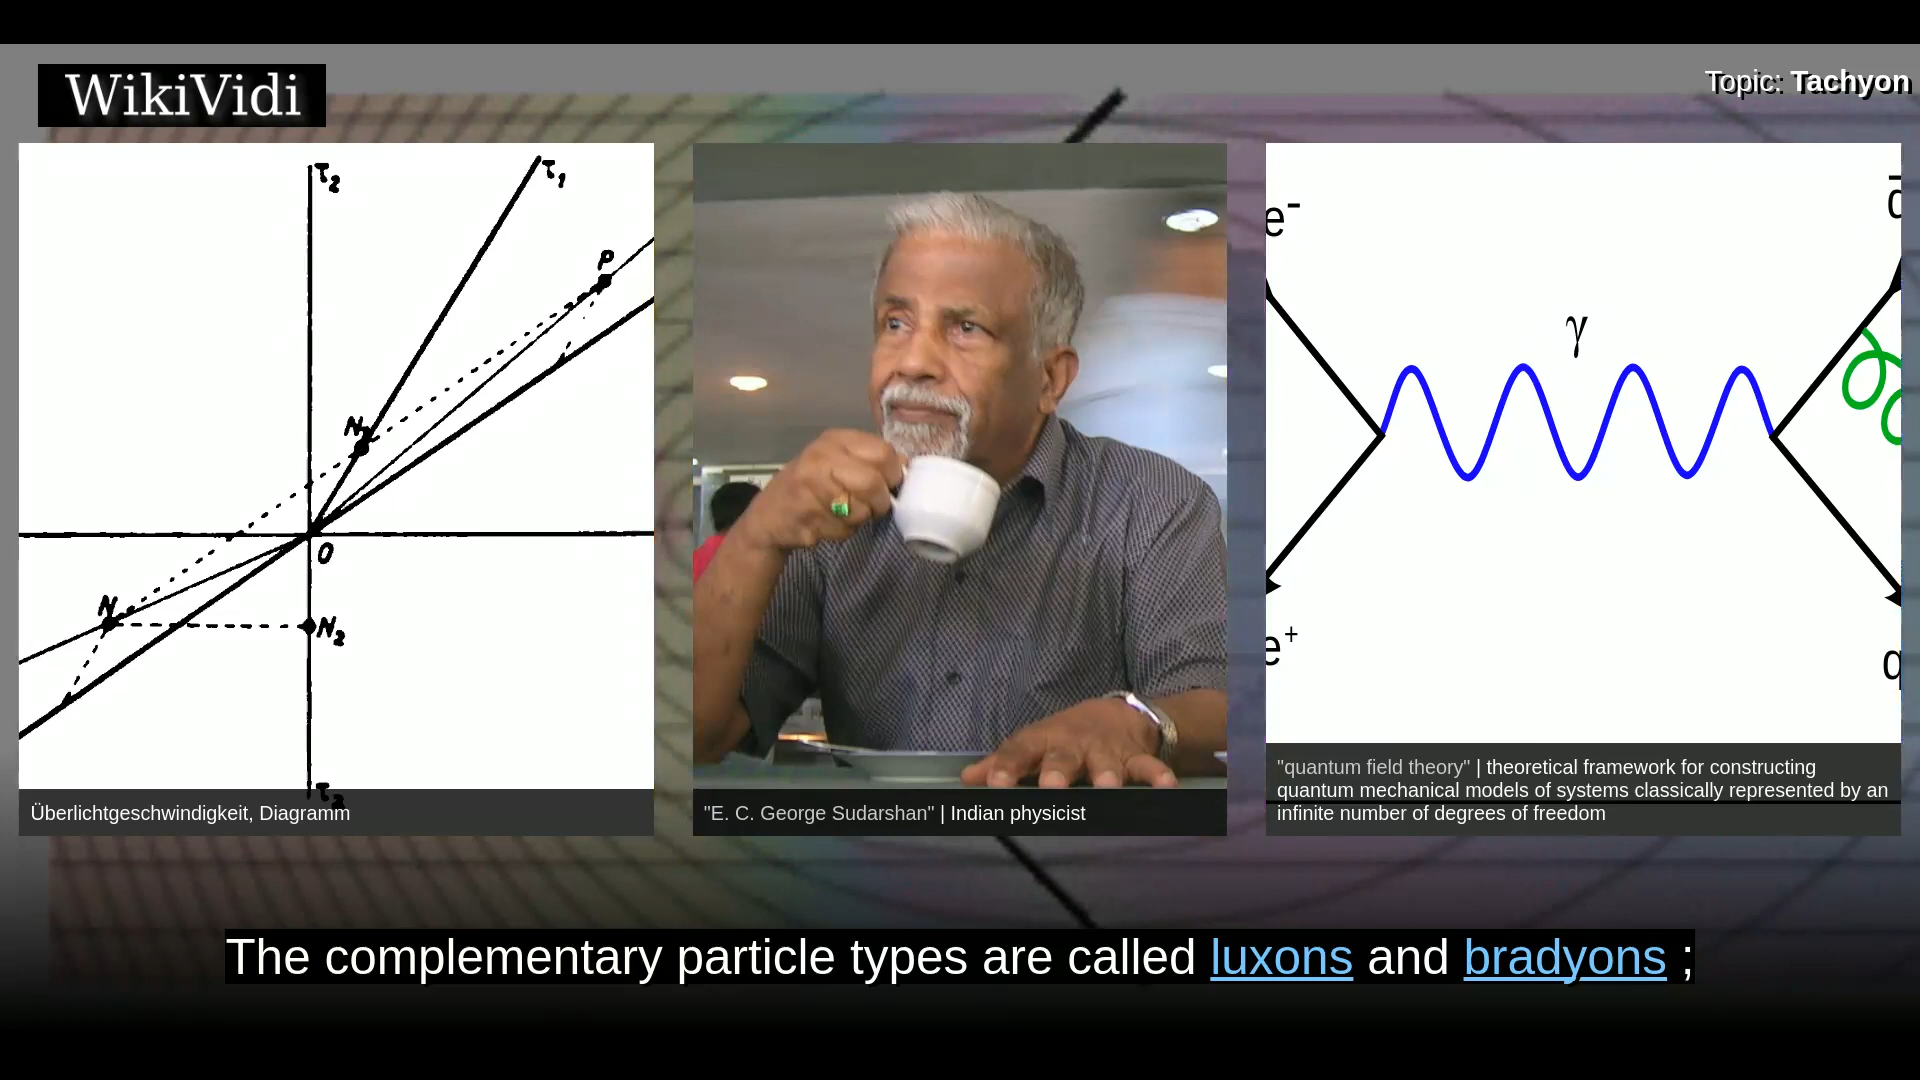 WikiVidi
Topic: Tachyon
τ₂
τ₁
P
N₁
O
N
N₂
τ₂
Überlichtgeschwindigkeit, Diagramm
"E. C. George Sudarshan" | Indian physicist
e⁻
γ
e⁺
q
"quantum field theory" | theoretical framework for constructing
quantum mechanical models of systems classically represented by an
infinite number of degrees of freedom
The complementary particle types are called luxons and bradyons ;